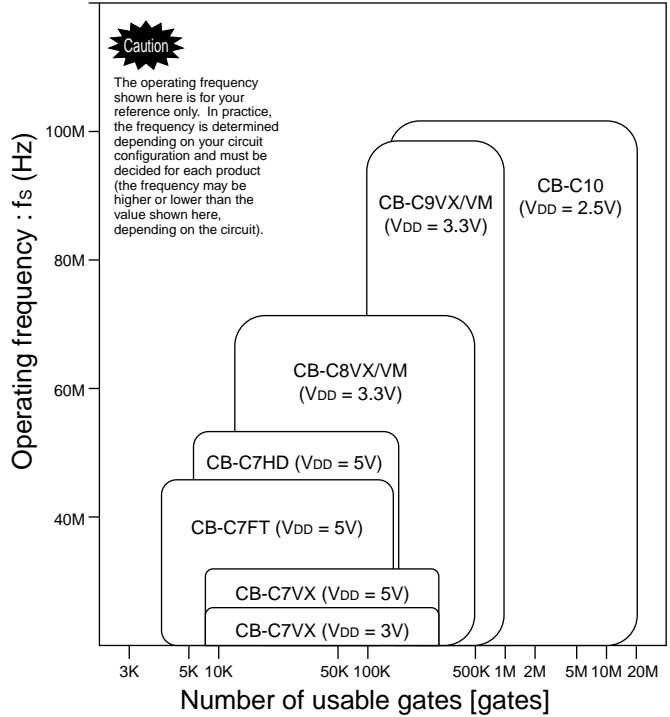 Caution
The operating frequency
shown here is for your
reference only. In practice,
the frequency is determined
depending on your circuit
configuration and must be
decided for each product
(the frequency may be
higher or lower than the
value shown here,
depending on the circuit).
Operating frequency : fs (Hz)
100M
80M
60M
40M
CB-C10
(VDD = 2.5V)
CB-C9VX/VM
(VDD = 3.3V)
CB-C8VX/VM
(VDD = 3.3V)
CB-C7HD (VDD = 5V)
CB-C7FT (VDD = 5V)
CB-C7VX (VDD = 5V)
CB-C7VX (VDD = 3V)
3K 5K 10K 50K 100K 500K 1M 2M 5M 10M 20M
Number of usable gates [gates]